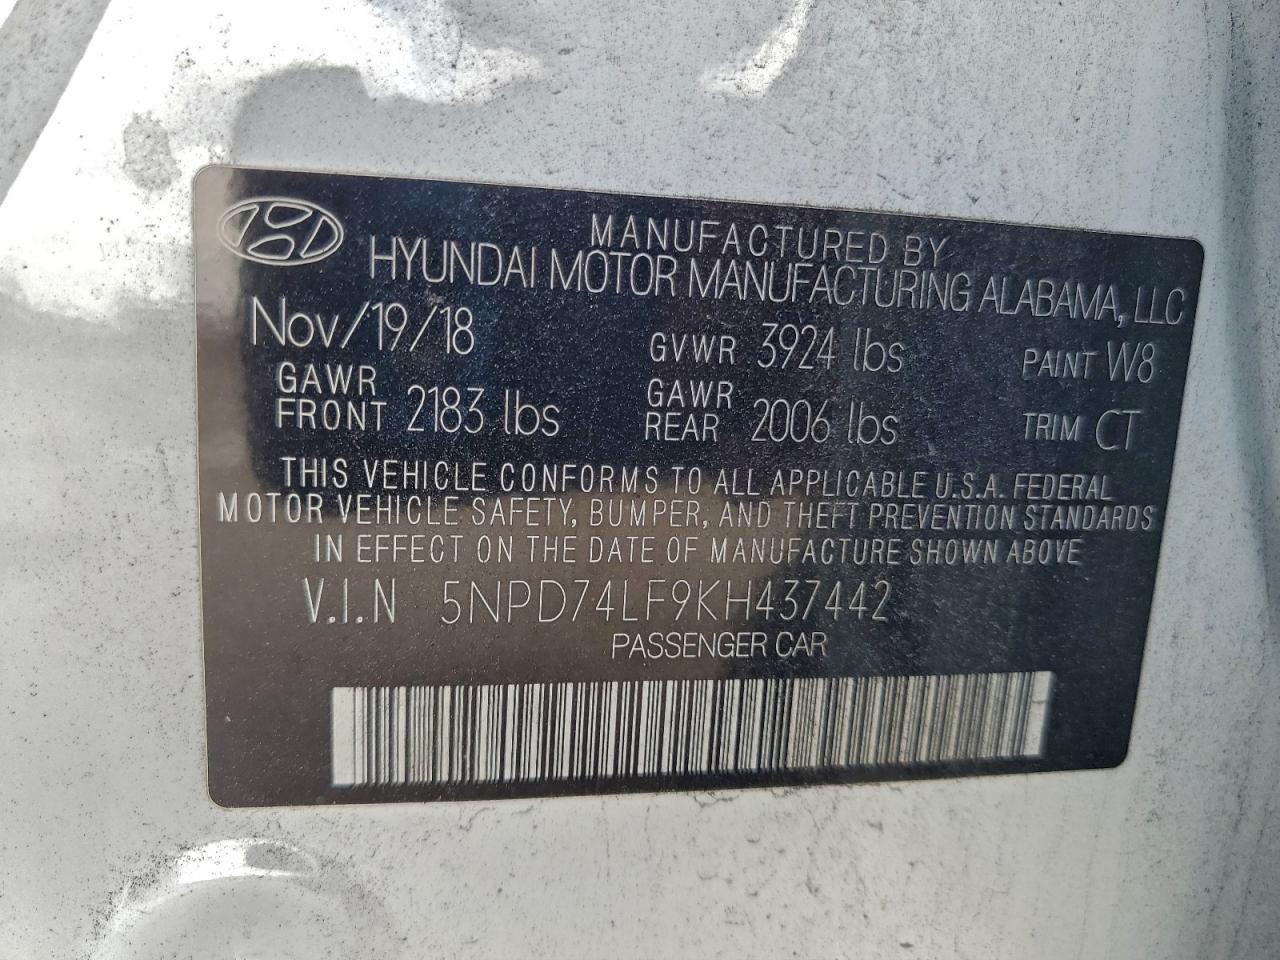 MANUFACTURED BY
HYUNDAI MOTOR MANUFACTURING ALABAMA, LLC
Nov/19/18 GVWR 3924 lbs PAINT W8
GAWR FRONT 2183 lbs GAWR REAR 2006 lbs TRIM CT
THIS VEHICLE CONFORMS TO ALL APPLICABLE U.S.A. FEDERAL
MOTOR VEHICLE SAFETY, BUMPER, AND THEFT PREVENTION STANDARDS
IN EFFECT ON THE DATE OF MANUFACTURE SHOWN ABOVE
V.I.N 5NPD74LF9KH437442
PASSENGER CAR